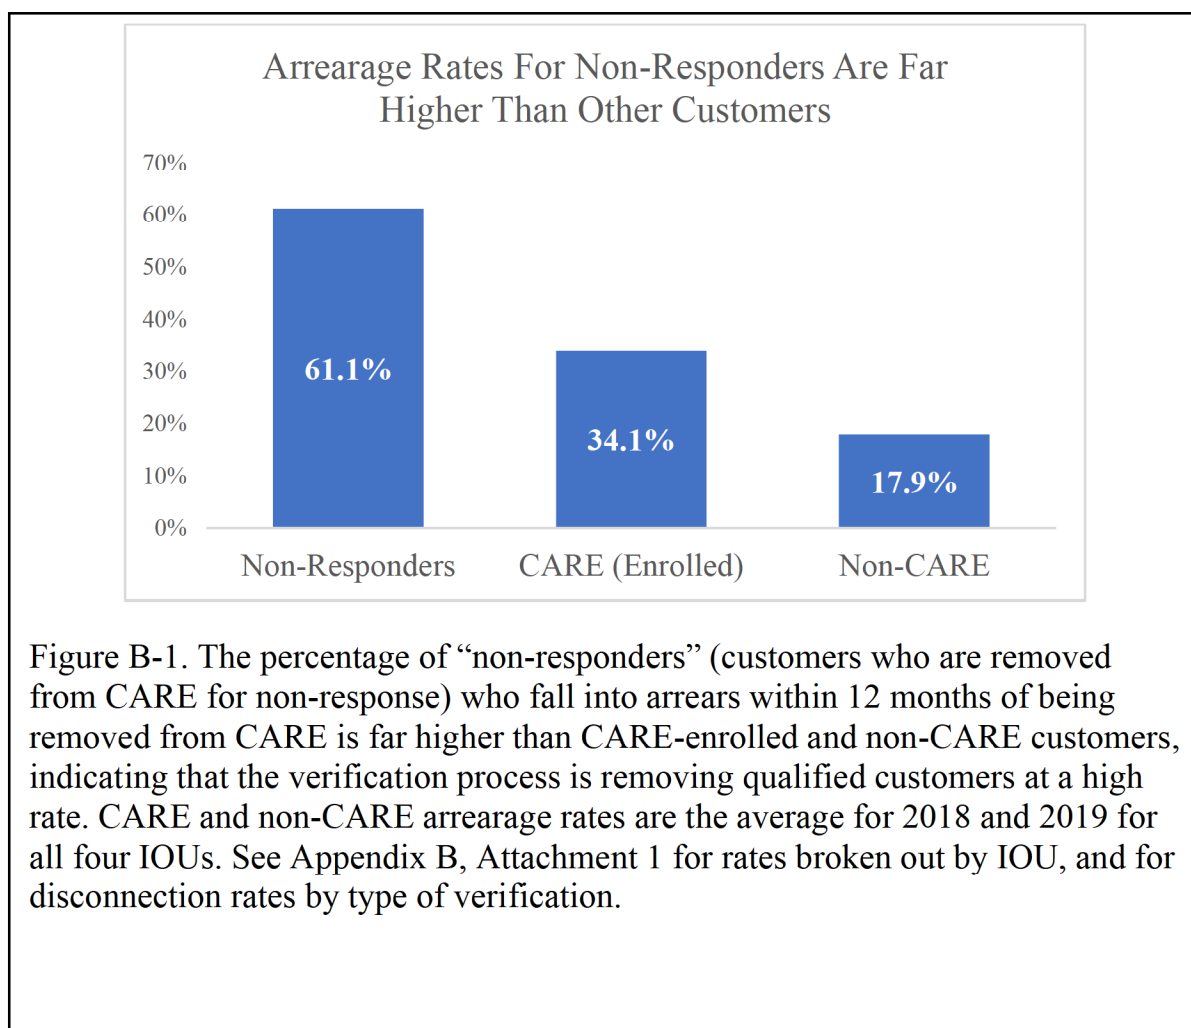 Arrearage Rates For Non-Responders Are Far
Higher Than Other Customers
70%
60%
50%
40%
30%
20%
10%
0%
61.1%
34.1%
17.9%
Non-Responders
CARE (Enrolled)
Non-CARE
Figure B-1. The percentage of “non-responders” (customers who are removed
from CARE for non-response) who fall into arrears within 12 months of being
removed from CARE is far higher than CARE-enrolled and non-CARE customers,
indicating that the verification process is removing qualified customers at a high
rate. CARE and non-CARE arrearage rates are the average for 2018 and 2019 for
all four IOUs. See Appendix B, Attachment 1 for rates broken out by IOU, and for
disconnection rates by type of verification.